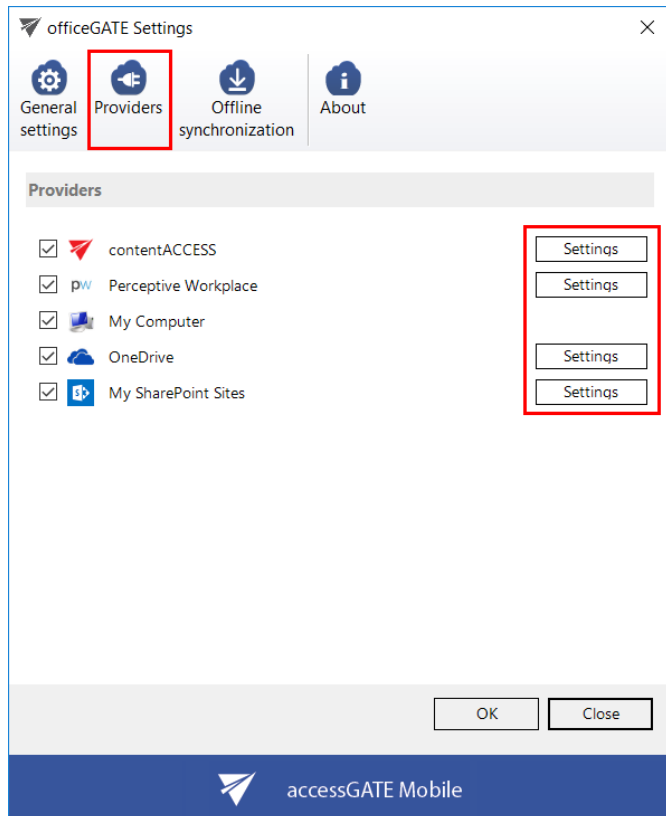 officeGATE Settings
General settings
Providers
Offline synchronization
About
Providers
contentACCESS
Settings
pw
Perceptive Workplace
Settings
My Computer
OneDrive
Settings
S
My SharePoint Sites
Settings
OK
Close
accessGATE Mobile